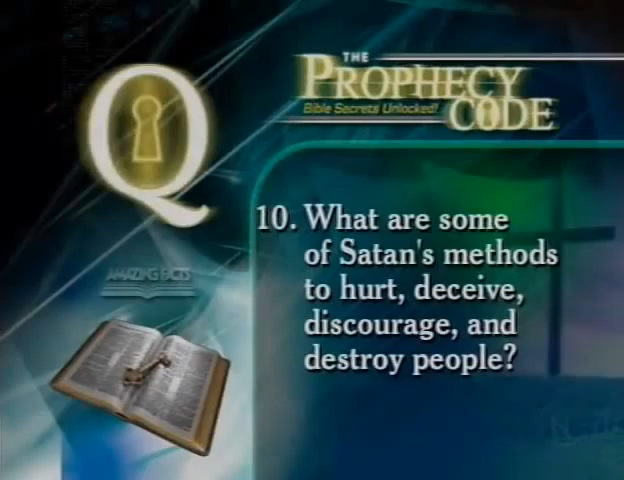 Q
THE
PROPHECY
Bible Secrets Unlocked!
CODE
10. What are some
of Satan's methods
to hurt, deceive,
discourage, and
destroy people?
AMAZING FACTS